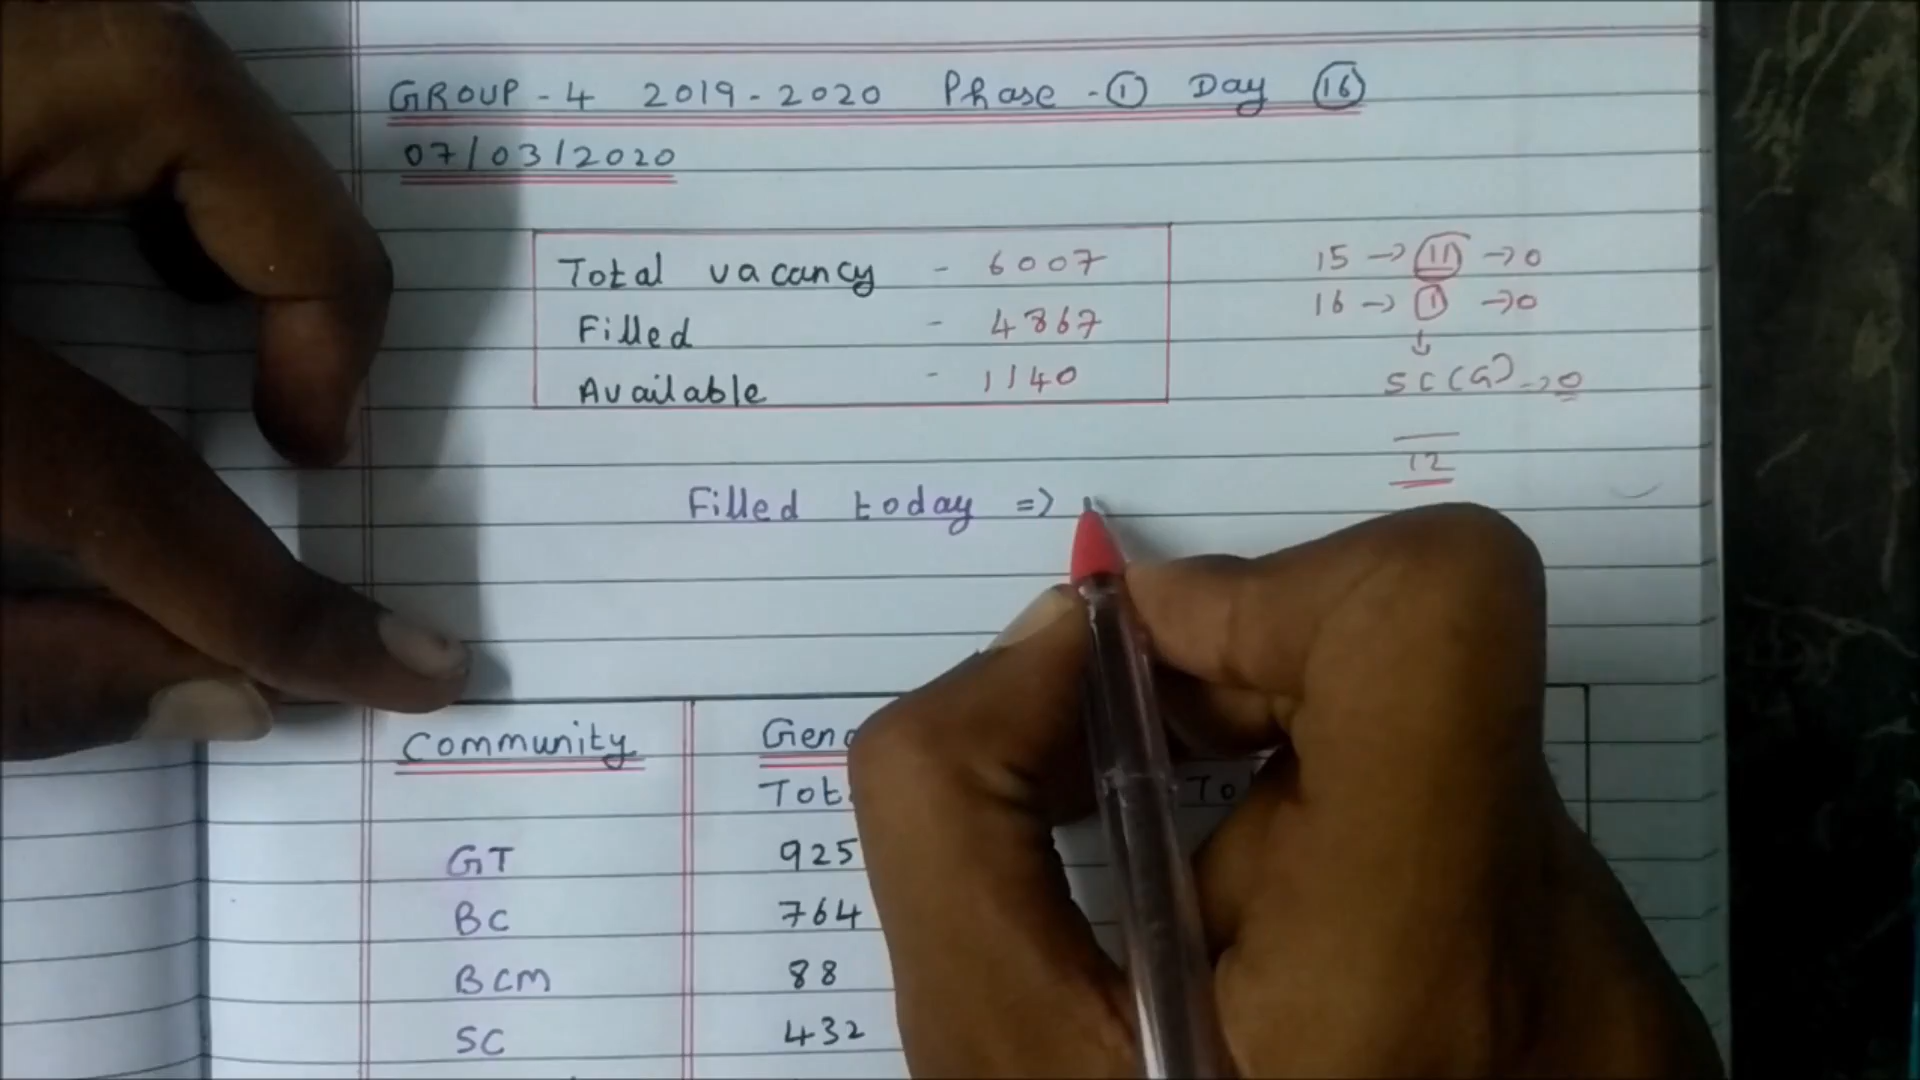 GROUP - 4 2019-2020 Phase - ① Day ⑯
07/03/2020
Total vacancy - 6007
Filled - 4867
Available - 1140
15 → ⑪ → 0
16 → ① → 0
↓
SC(G) → 0
12
Filled today =>
Community
Tot
GT 925
BC 764
BCM 88
SC 432